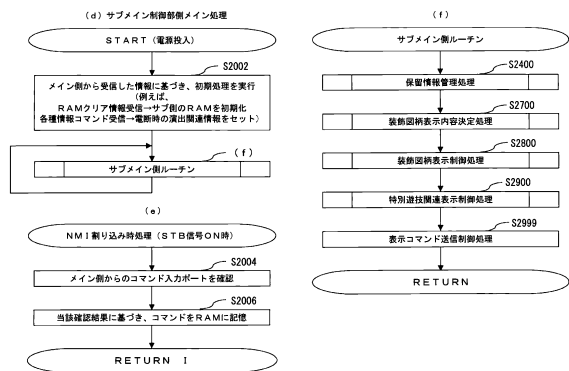 (d) サブメイン制御部側メイン処理
START(電源投入)
S2002
メイン側から受信した情報に基づき、初期処理を実行
(例えば、
RAMクリア情報受信→サブ側のRAMを初期化
各種情報コマンド受信→電断時の演出関連情報をセット)
(f)
サブメイン側ルーチン
(e)
NMI割り込み時処理(STB信号ON時)
S2004
メイン側からのコマンド入力ポートを確認
S2006
当該確認結果に基づき、コマンドをRAMに記憶
RETURN I
(f)
サブメイン側ルーチン
S2400
保留情報管理処理
S2700
装飾図柄表示内容決定処理
S2800
装飾図柄表示制御処理
S2900
特別遊技関連表示制御処理
S2999
表示コマンド送信制御処理
RETURN